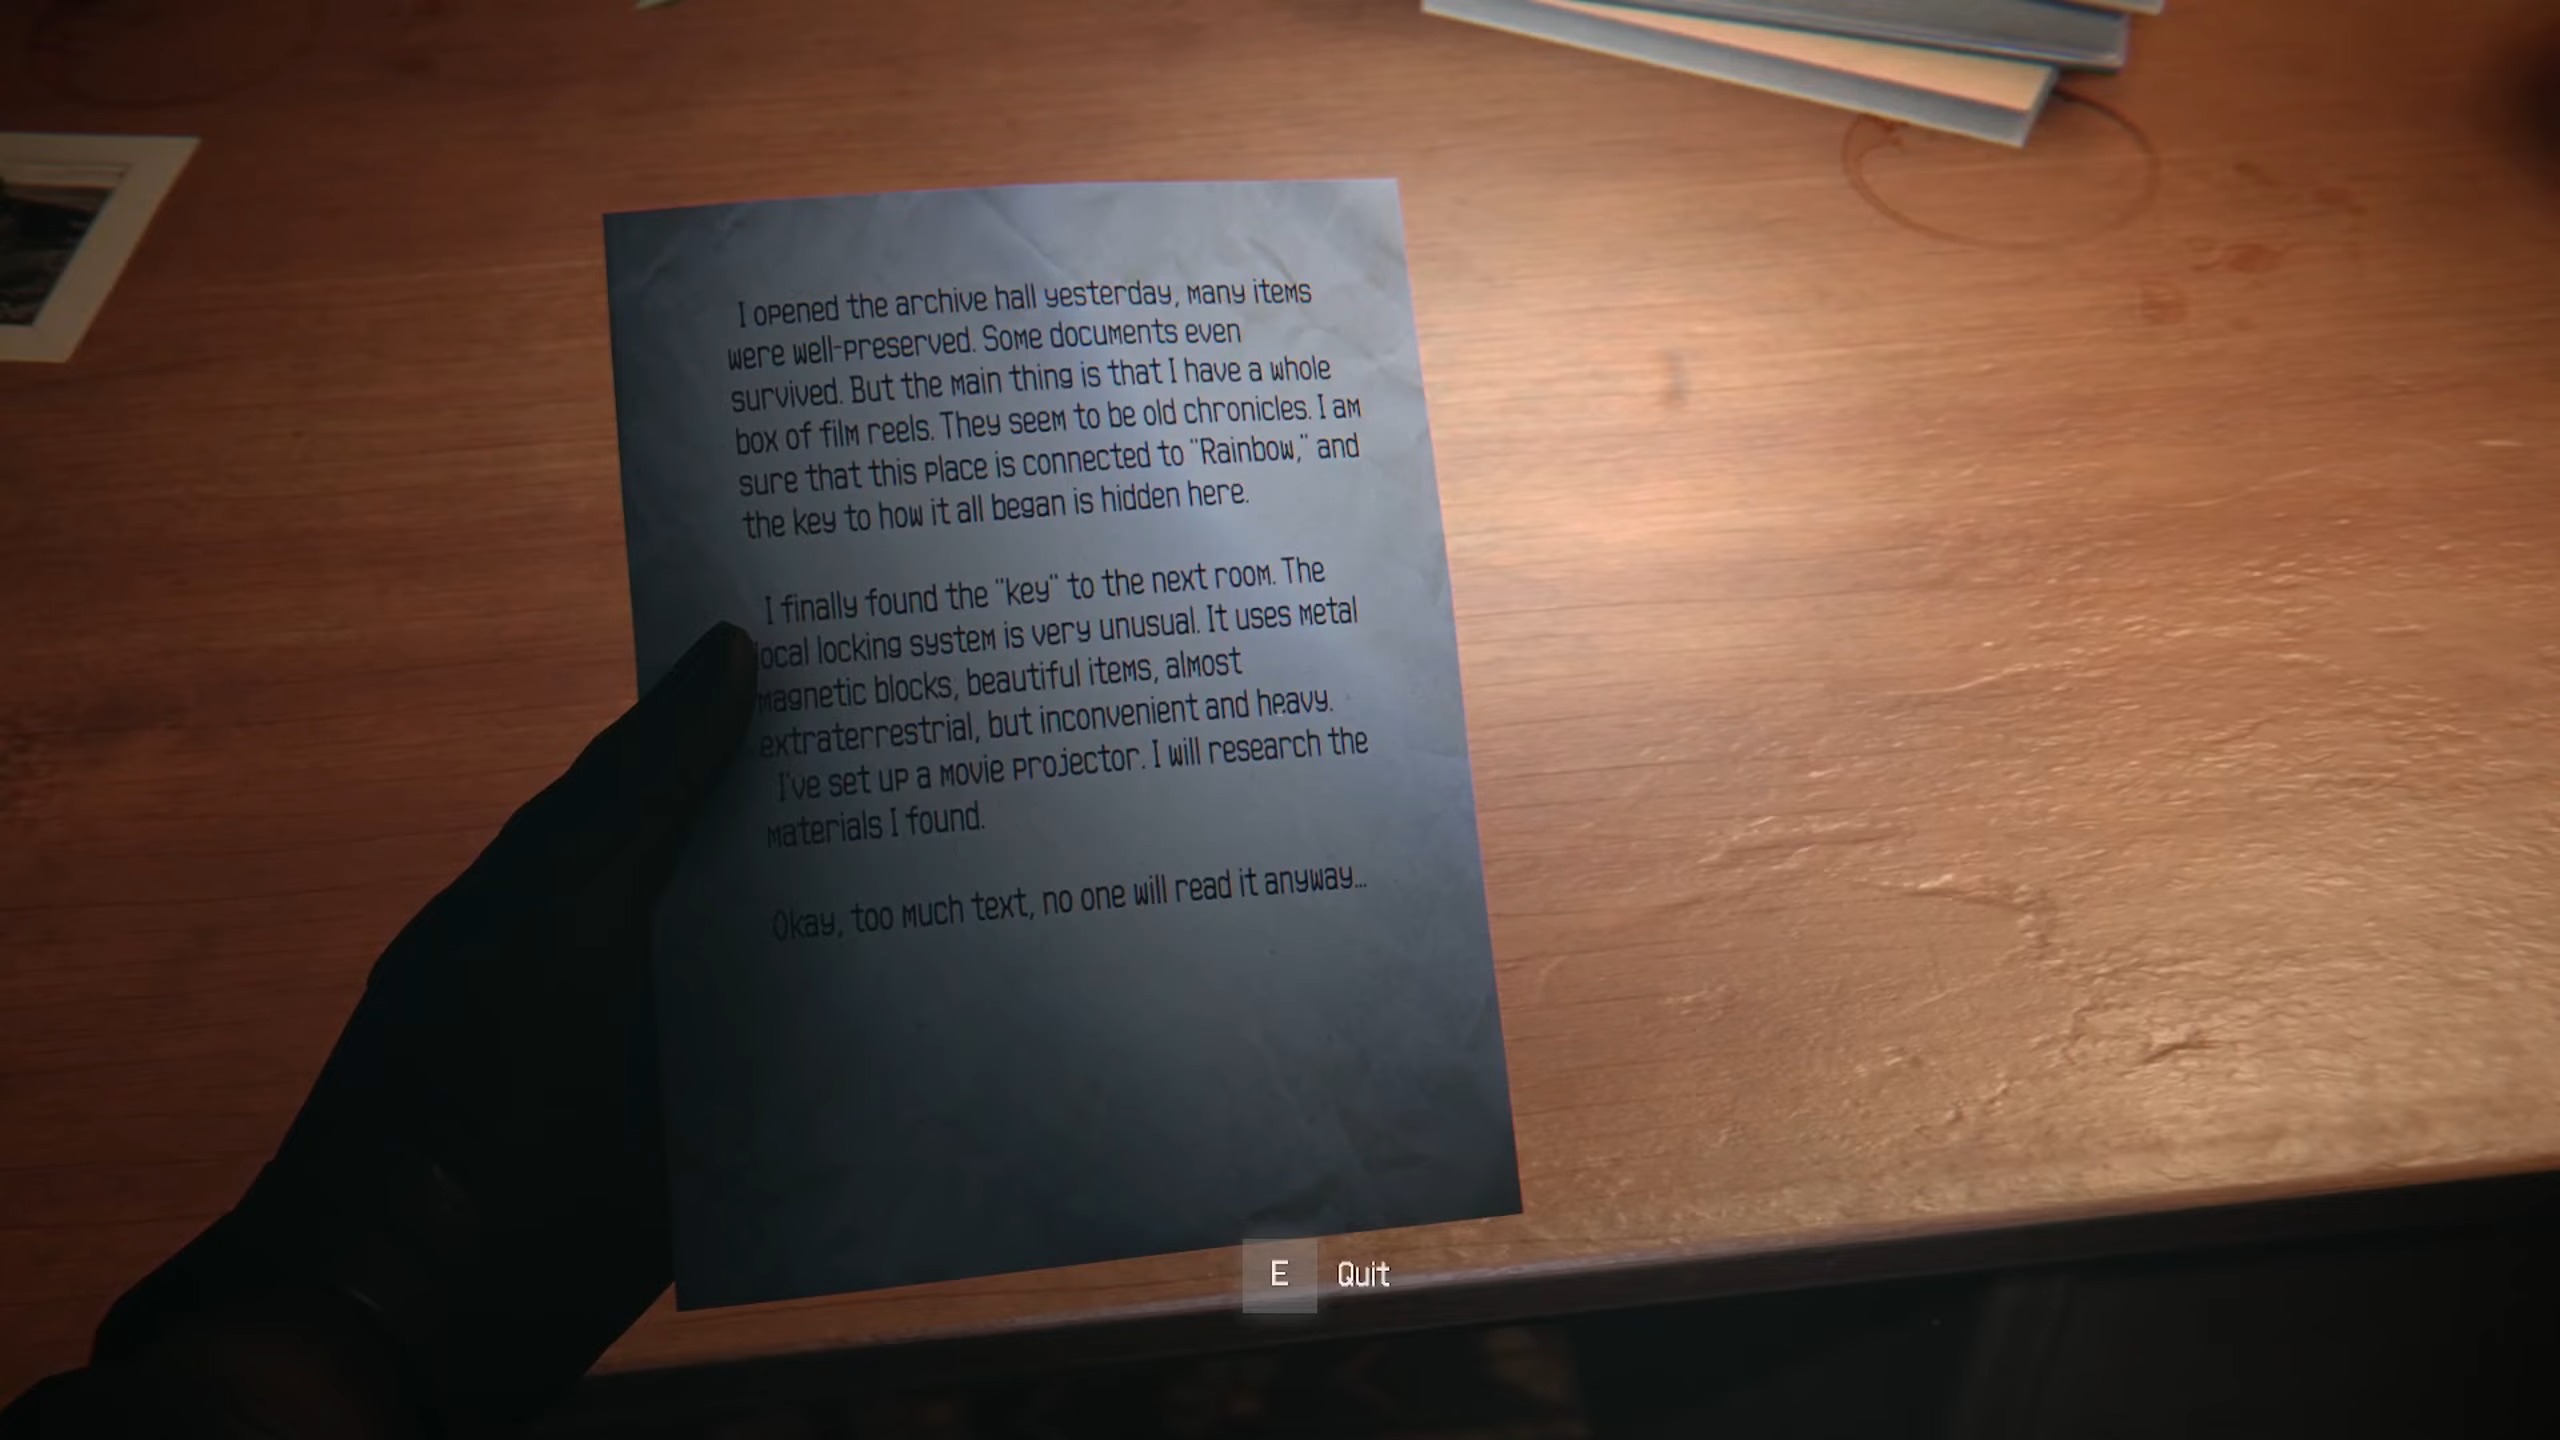 I opened the archive hall yesterday, many items
were well-preserved. Some documents even
survived. But the main thing is that I have a whole
box of film reels. They seem to be old chronicles. I am
sure that this place is connected to "Rainbow," and
the key to how it all began is hidden here.
I finally found the "key" to the next room. The
local locking system is very unusual. It uses metal
magnetic blocks, beautiful items, almost
extraterrestrial, but inconvenient and heavy.
I've set up a movie projector. I will research the
materials I found.
Okay, too much text, no one will read it anyway...
E Quit